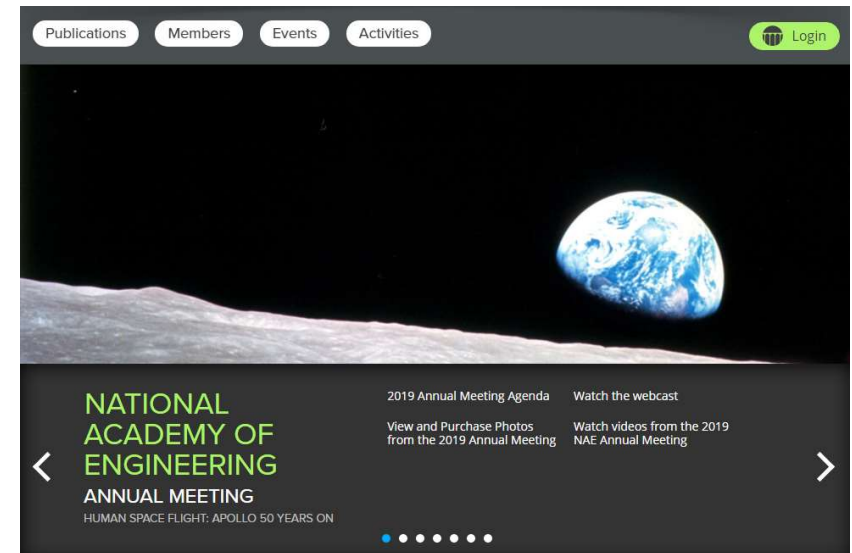 Publications
Members
Events
Activities
Login
NATIONAL
ACADEMY OF
ENGINEERING
ANNUAL MEETING
HUMAN SPACE FLIGHT: APOLLO 50 YEARS ON
2019 Annual Meeting Agenda
View and Purchase Photos
from the 2019 Annual Meeting
Watch the webcast
Watch videos from the 2019
NAE Annual Meeting